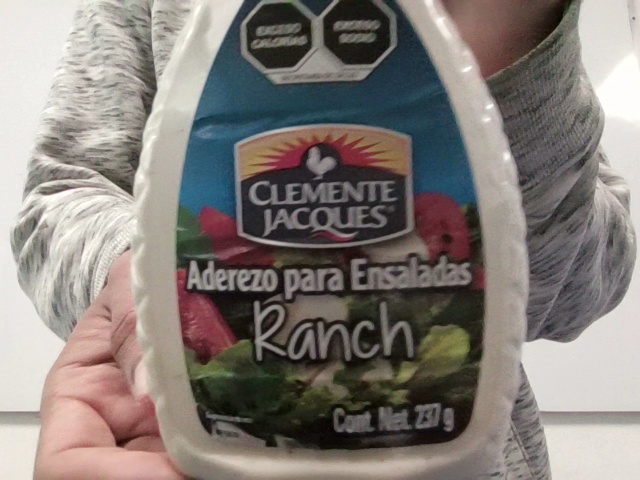 EXCESO CALORÍAS
EXCESO SODIO
CLEMENTE
JACQUES
Aderezo para Ensaladas
Ranch
Cont. Net. 237 g